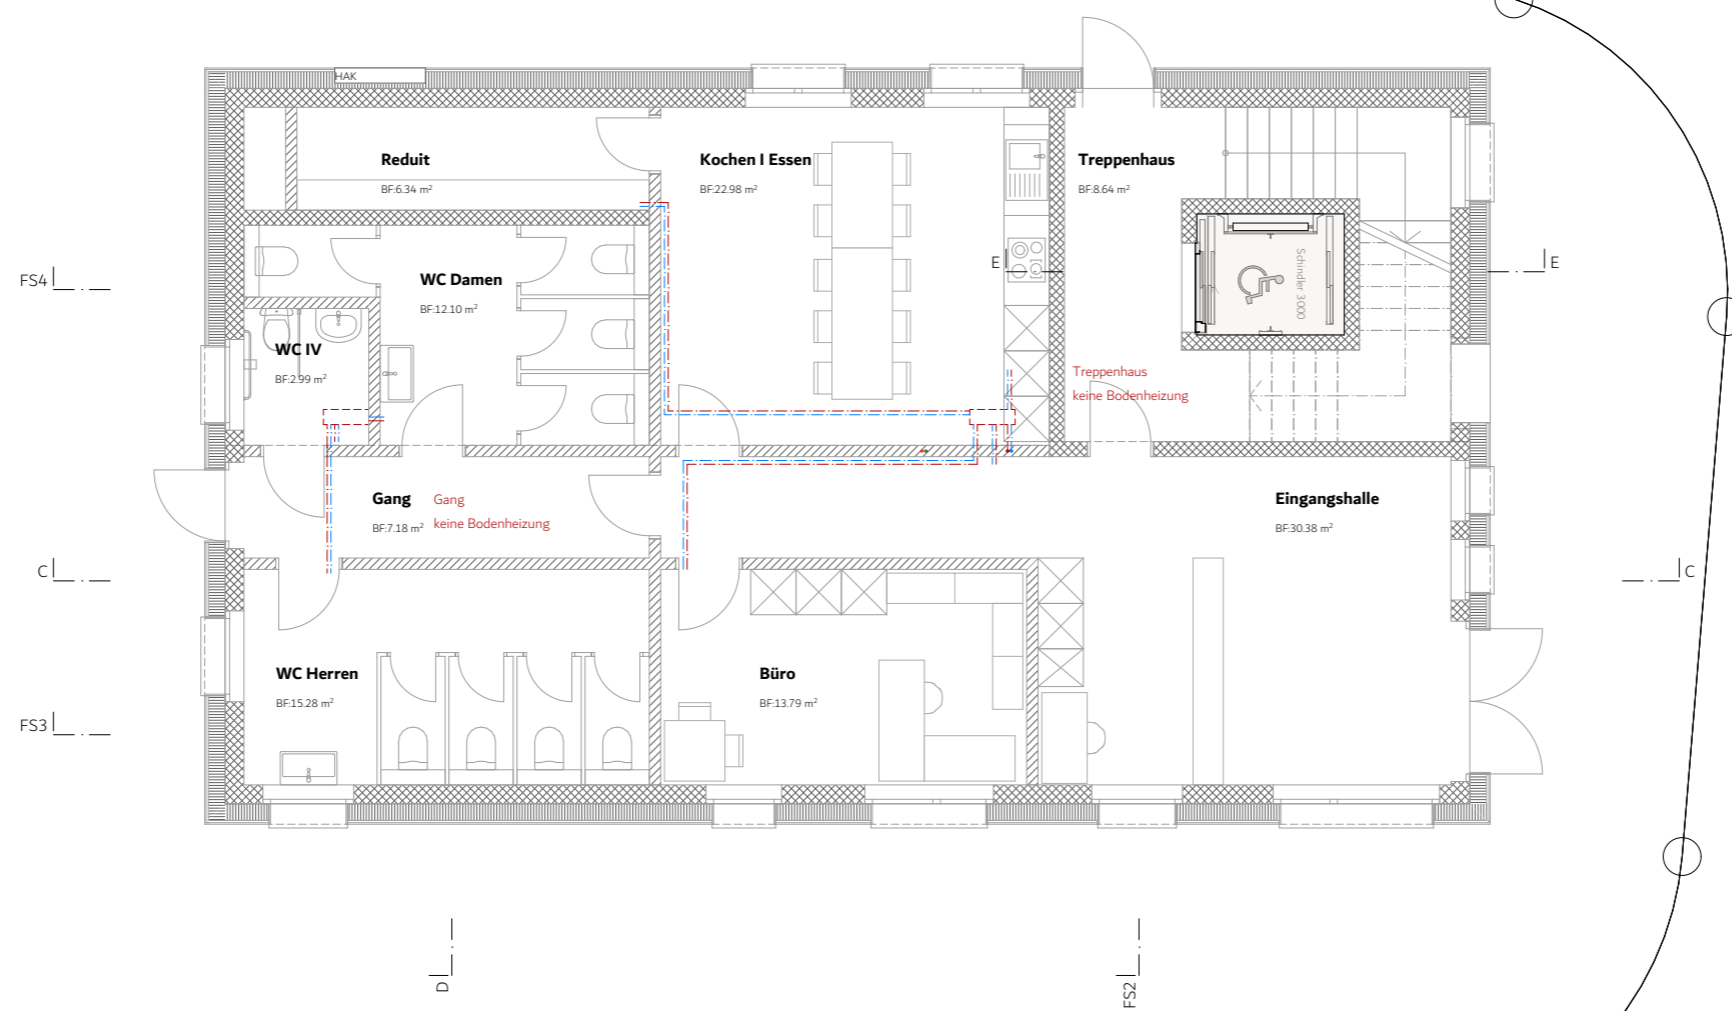 HAK
Reduit
BF:6.34 m²
Kochen I Essen
BF:22.98 m²
Treppenhaus
BF:8.64 m²
FS4
WC Damen
BF:12.10 m²
E
E
Schindler 3000
WC IV
BF:2.99 m²
Treppenhaus
keine Bodenheizung
Gang
BF:7.18 m²
Gang
keine Bodenheizung
Eingangshalle
BF:30.38 m²
C
C
WC Herren
BF:15.28 m²
Büro
BF:13.79 m²
FS3
D
FS2